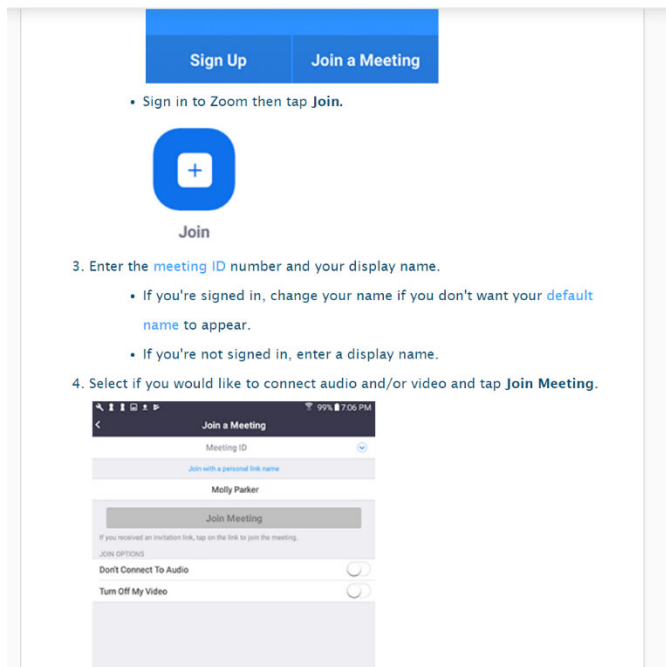 Sign Up Join a Meeting
• Sign in to Zoom then tap Join.
Join
3. Enter the meeting ID number and your display name.
• If you're signed in, change your name if you don't want your default
name to appear.
• If you're not signed in, enter a display name.
4. Select if you would like to connect audio and/or video and tap Join Meeting.
99% 7:06 PM
Join a Meeting
Meeting ID
Join with a personal link name
Molly Parker
Join Meeting
If you received an invitation link, tap on the link to join the meeting.
JOIN OPTIONS
Don't Connect To Audio
Turn Off My Video